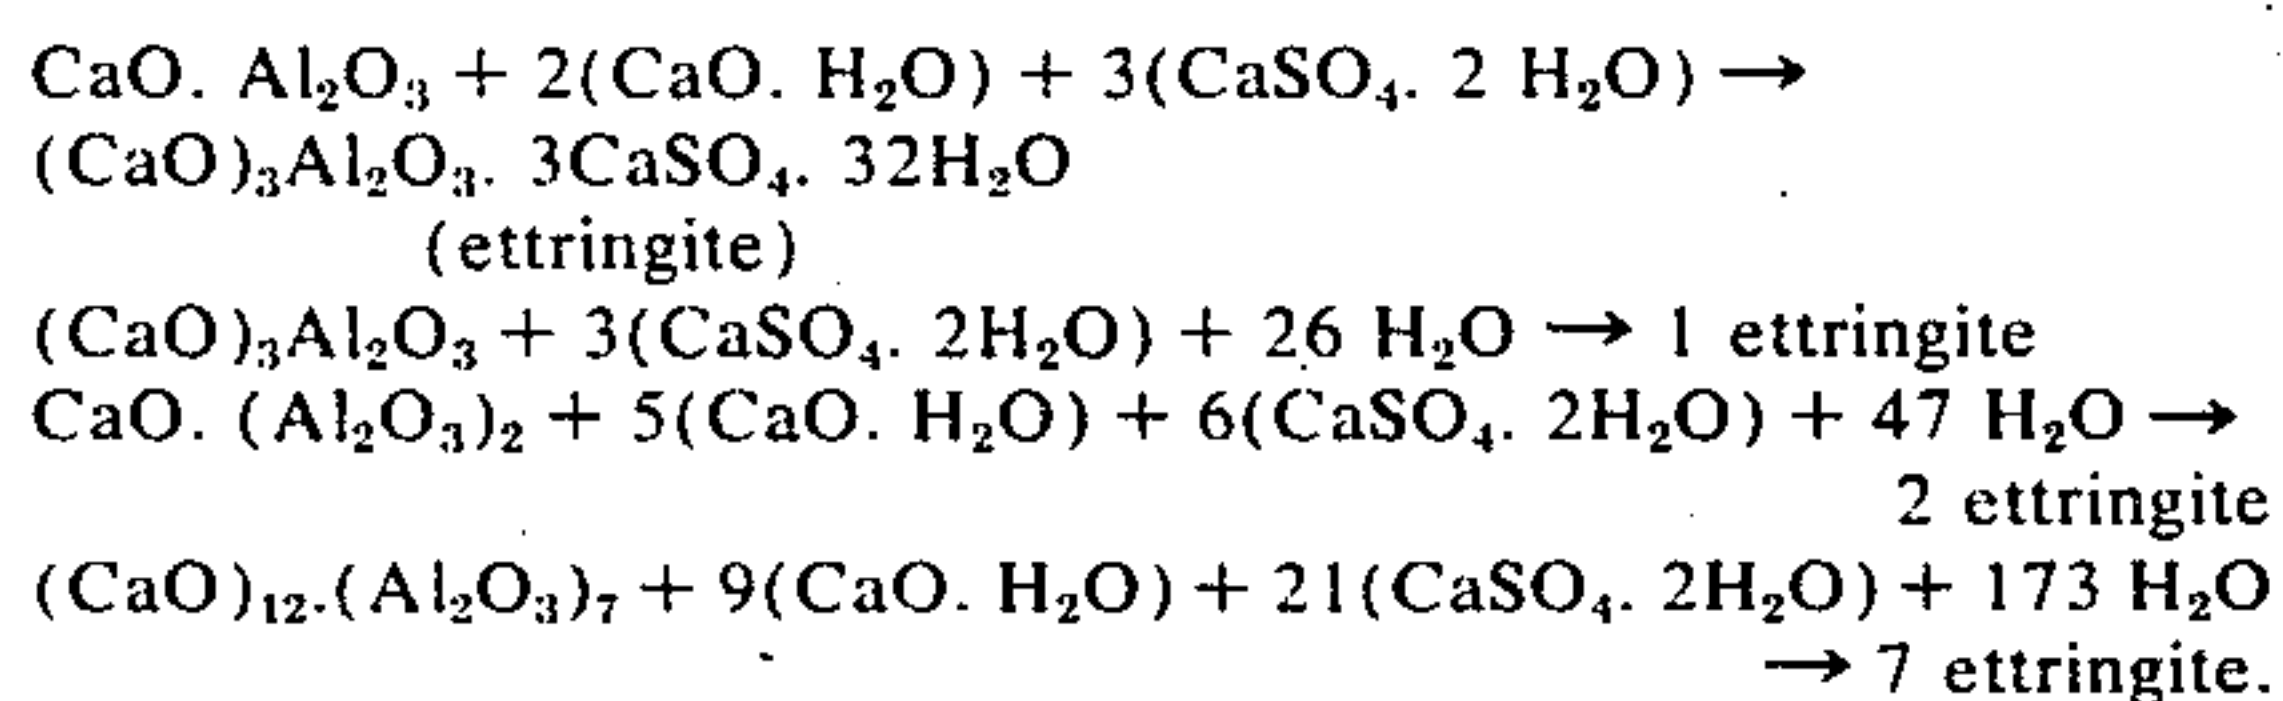 CaO. Al₂O₃ + 2(CaO. H₂O) + 3(CaSO₄. 2 H₂O) →
(CaO)₃Al₂O₃. 3CaSO₄. 32H₂O
(ettringite)
(CaO)₃Al₂O₃ + 3(CaSO₄. 2H₂O) + 26 H₂O → 1 ettringite
CaO. (Al₂O₃)₂ + 5(CaO. H₂O) + 6(CaSO₄. 2H₂O) + 47 H₂O →
2 ettringite
(CaO)₁₂.(Al₂O₃)₇ + 9(CaO. H₂O) + 21(CaSO₄. 2H₂O) + 173 H₂O
→ 7 ettringite.